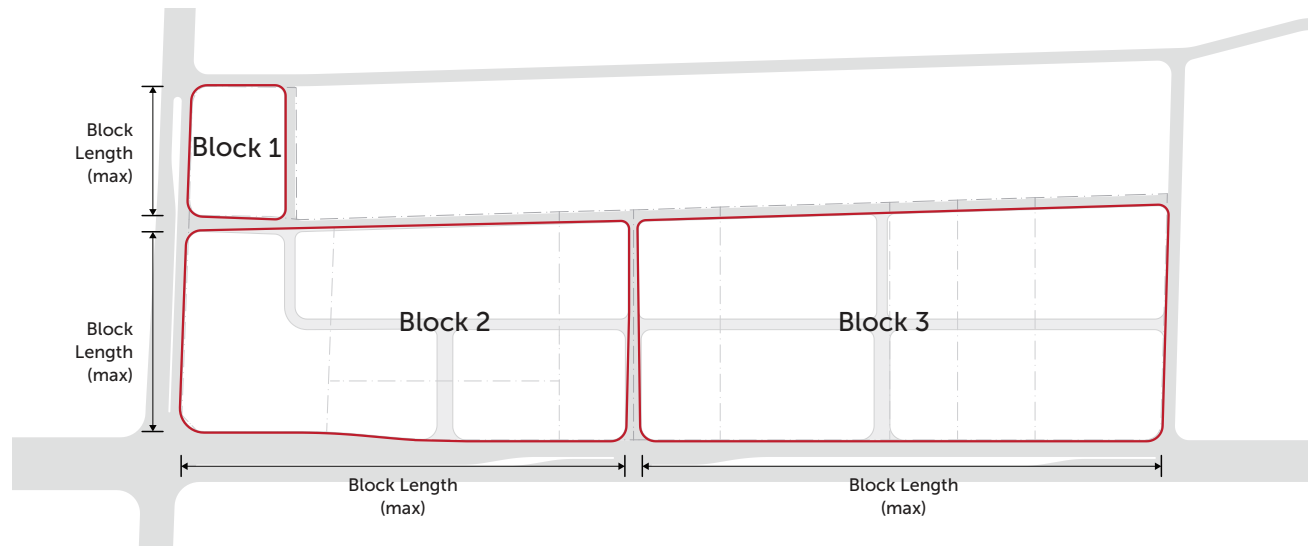 Block
Length
(max)
Block 1
Block
Length
(max)
Block 2
Block 3
Block Length
(max)
Block Length
(max)